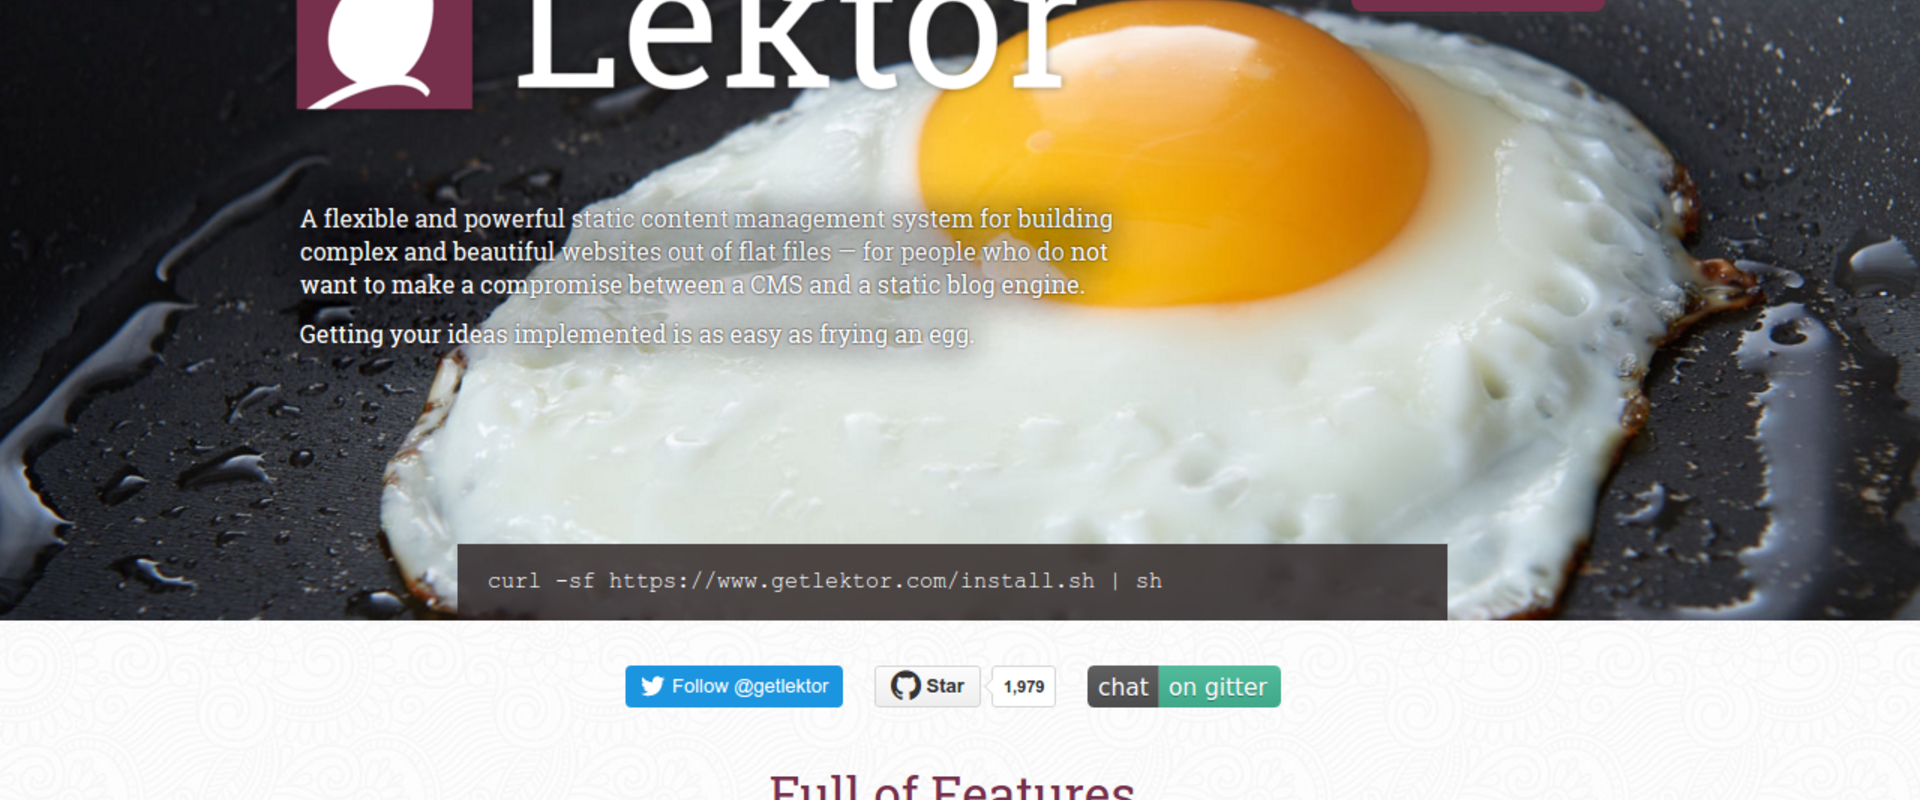 Lektor
A flexible and powerful static content management system for building
complex and beautiful websites out of flat files — for people who do not
want to make a compromise between a CMS and a static blog engine.
Getting your ideas implemented is as easy as frying an egg.
curl -sf https://www.getlektor.com/install.sh | sh
Follow @getlektor Star 1,979 chat on gitter
Full of Features